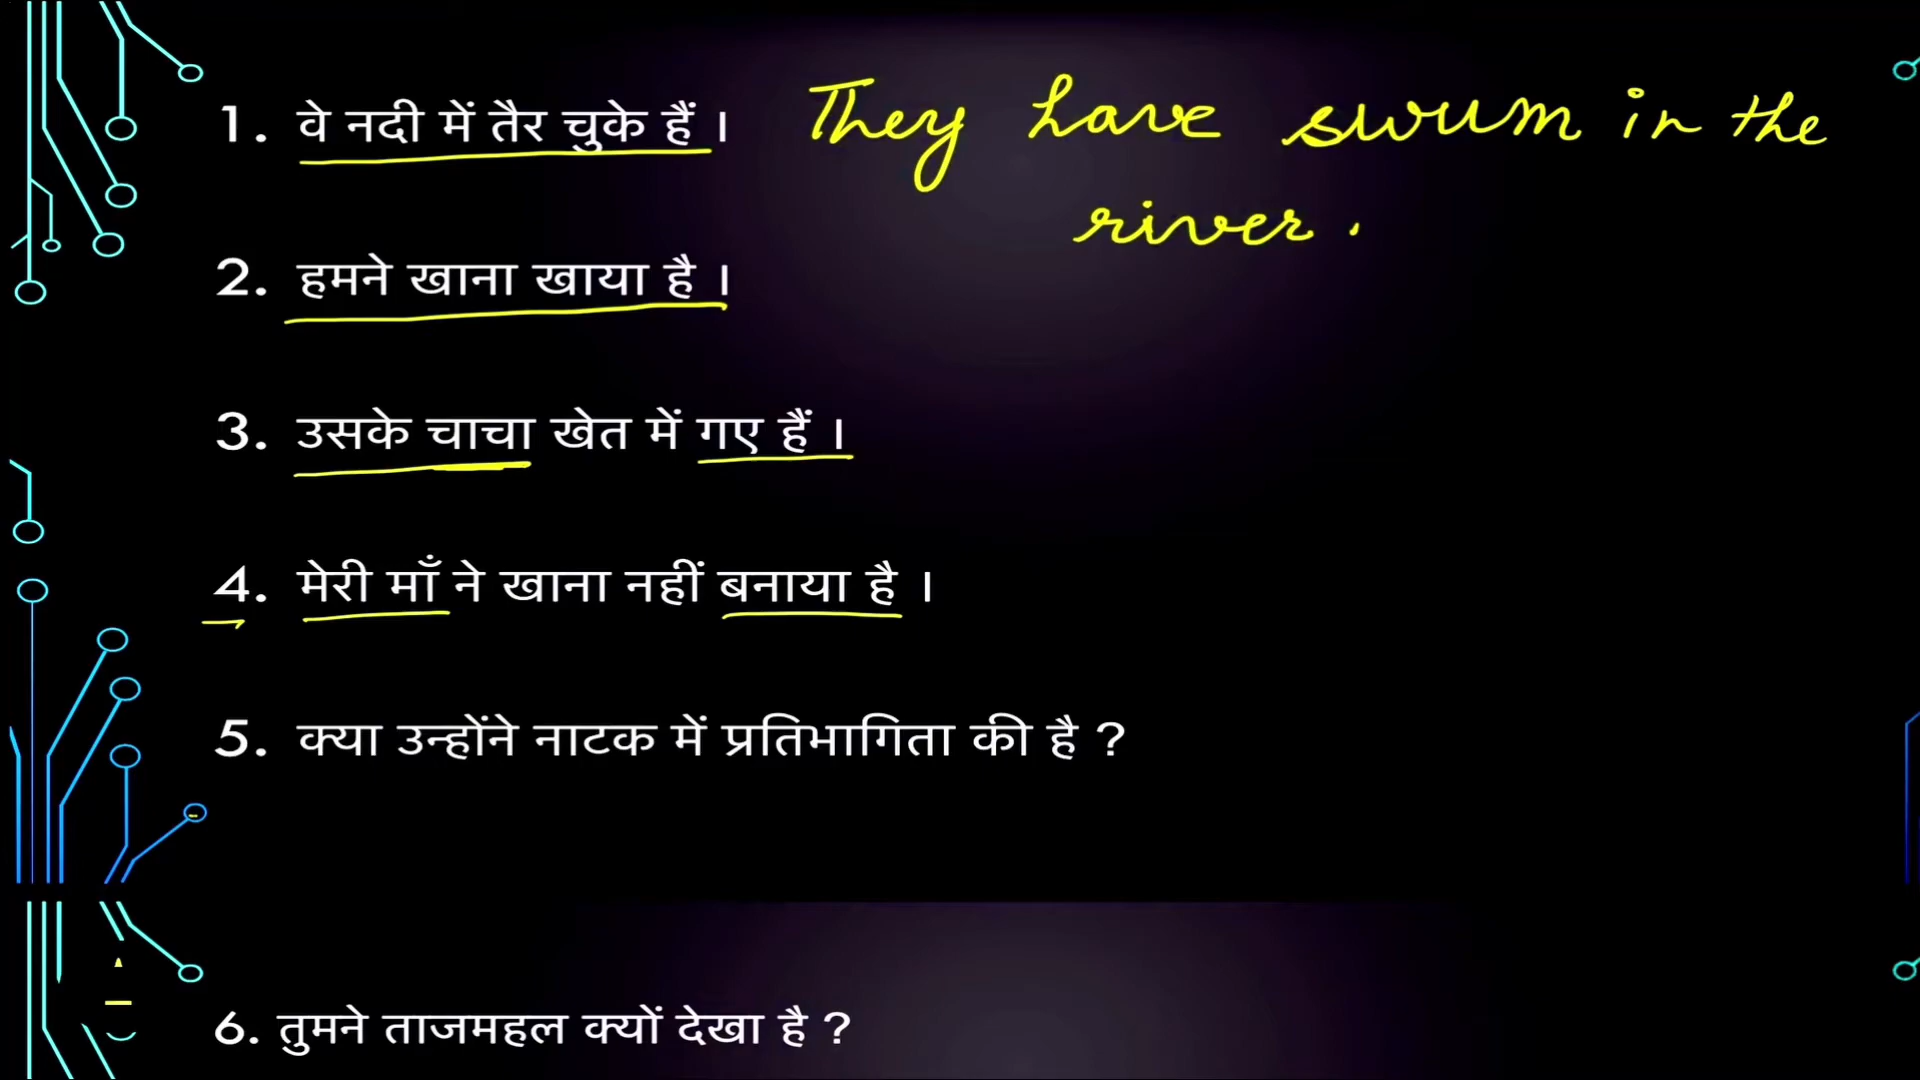 1. वे नदी में तैर चुके हैं । They have swum in the
river.
2. हमने खाना खाया है ।
3. उसके चाचा खेत में गए हैं ।
4. मेरी माँ ने खाना नहीं बनाया है ।
5. क्या उन्होंने नाटक में प्रतिभागिता की है ?
6. तुमने ताजमहल क्यों देखा है ?